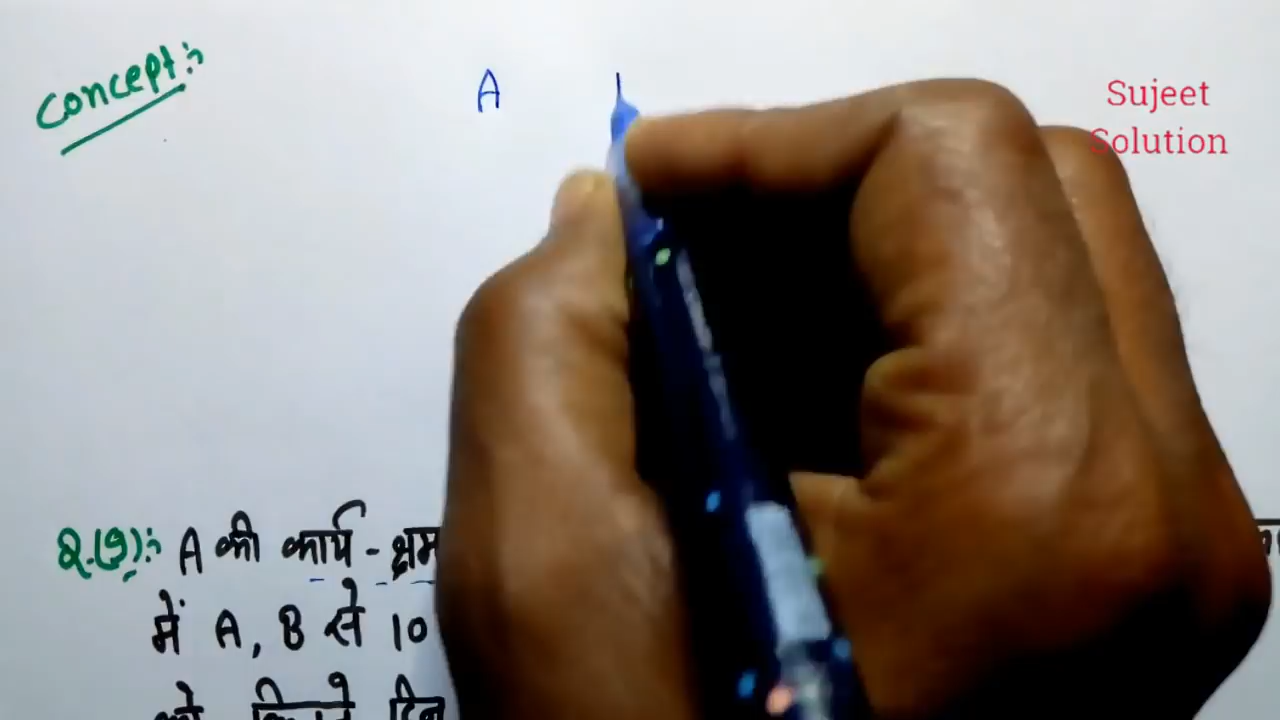 Concept:-
A
Sujeet
Solution
Q.(9):- A की कार्य-क्षम
में A, B से 10